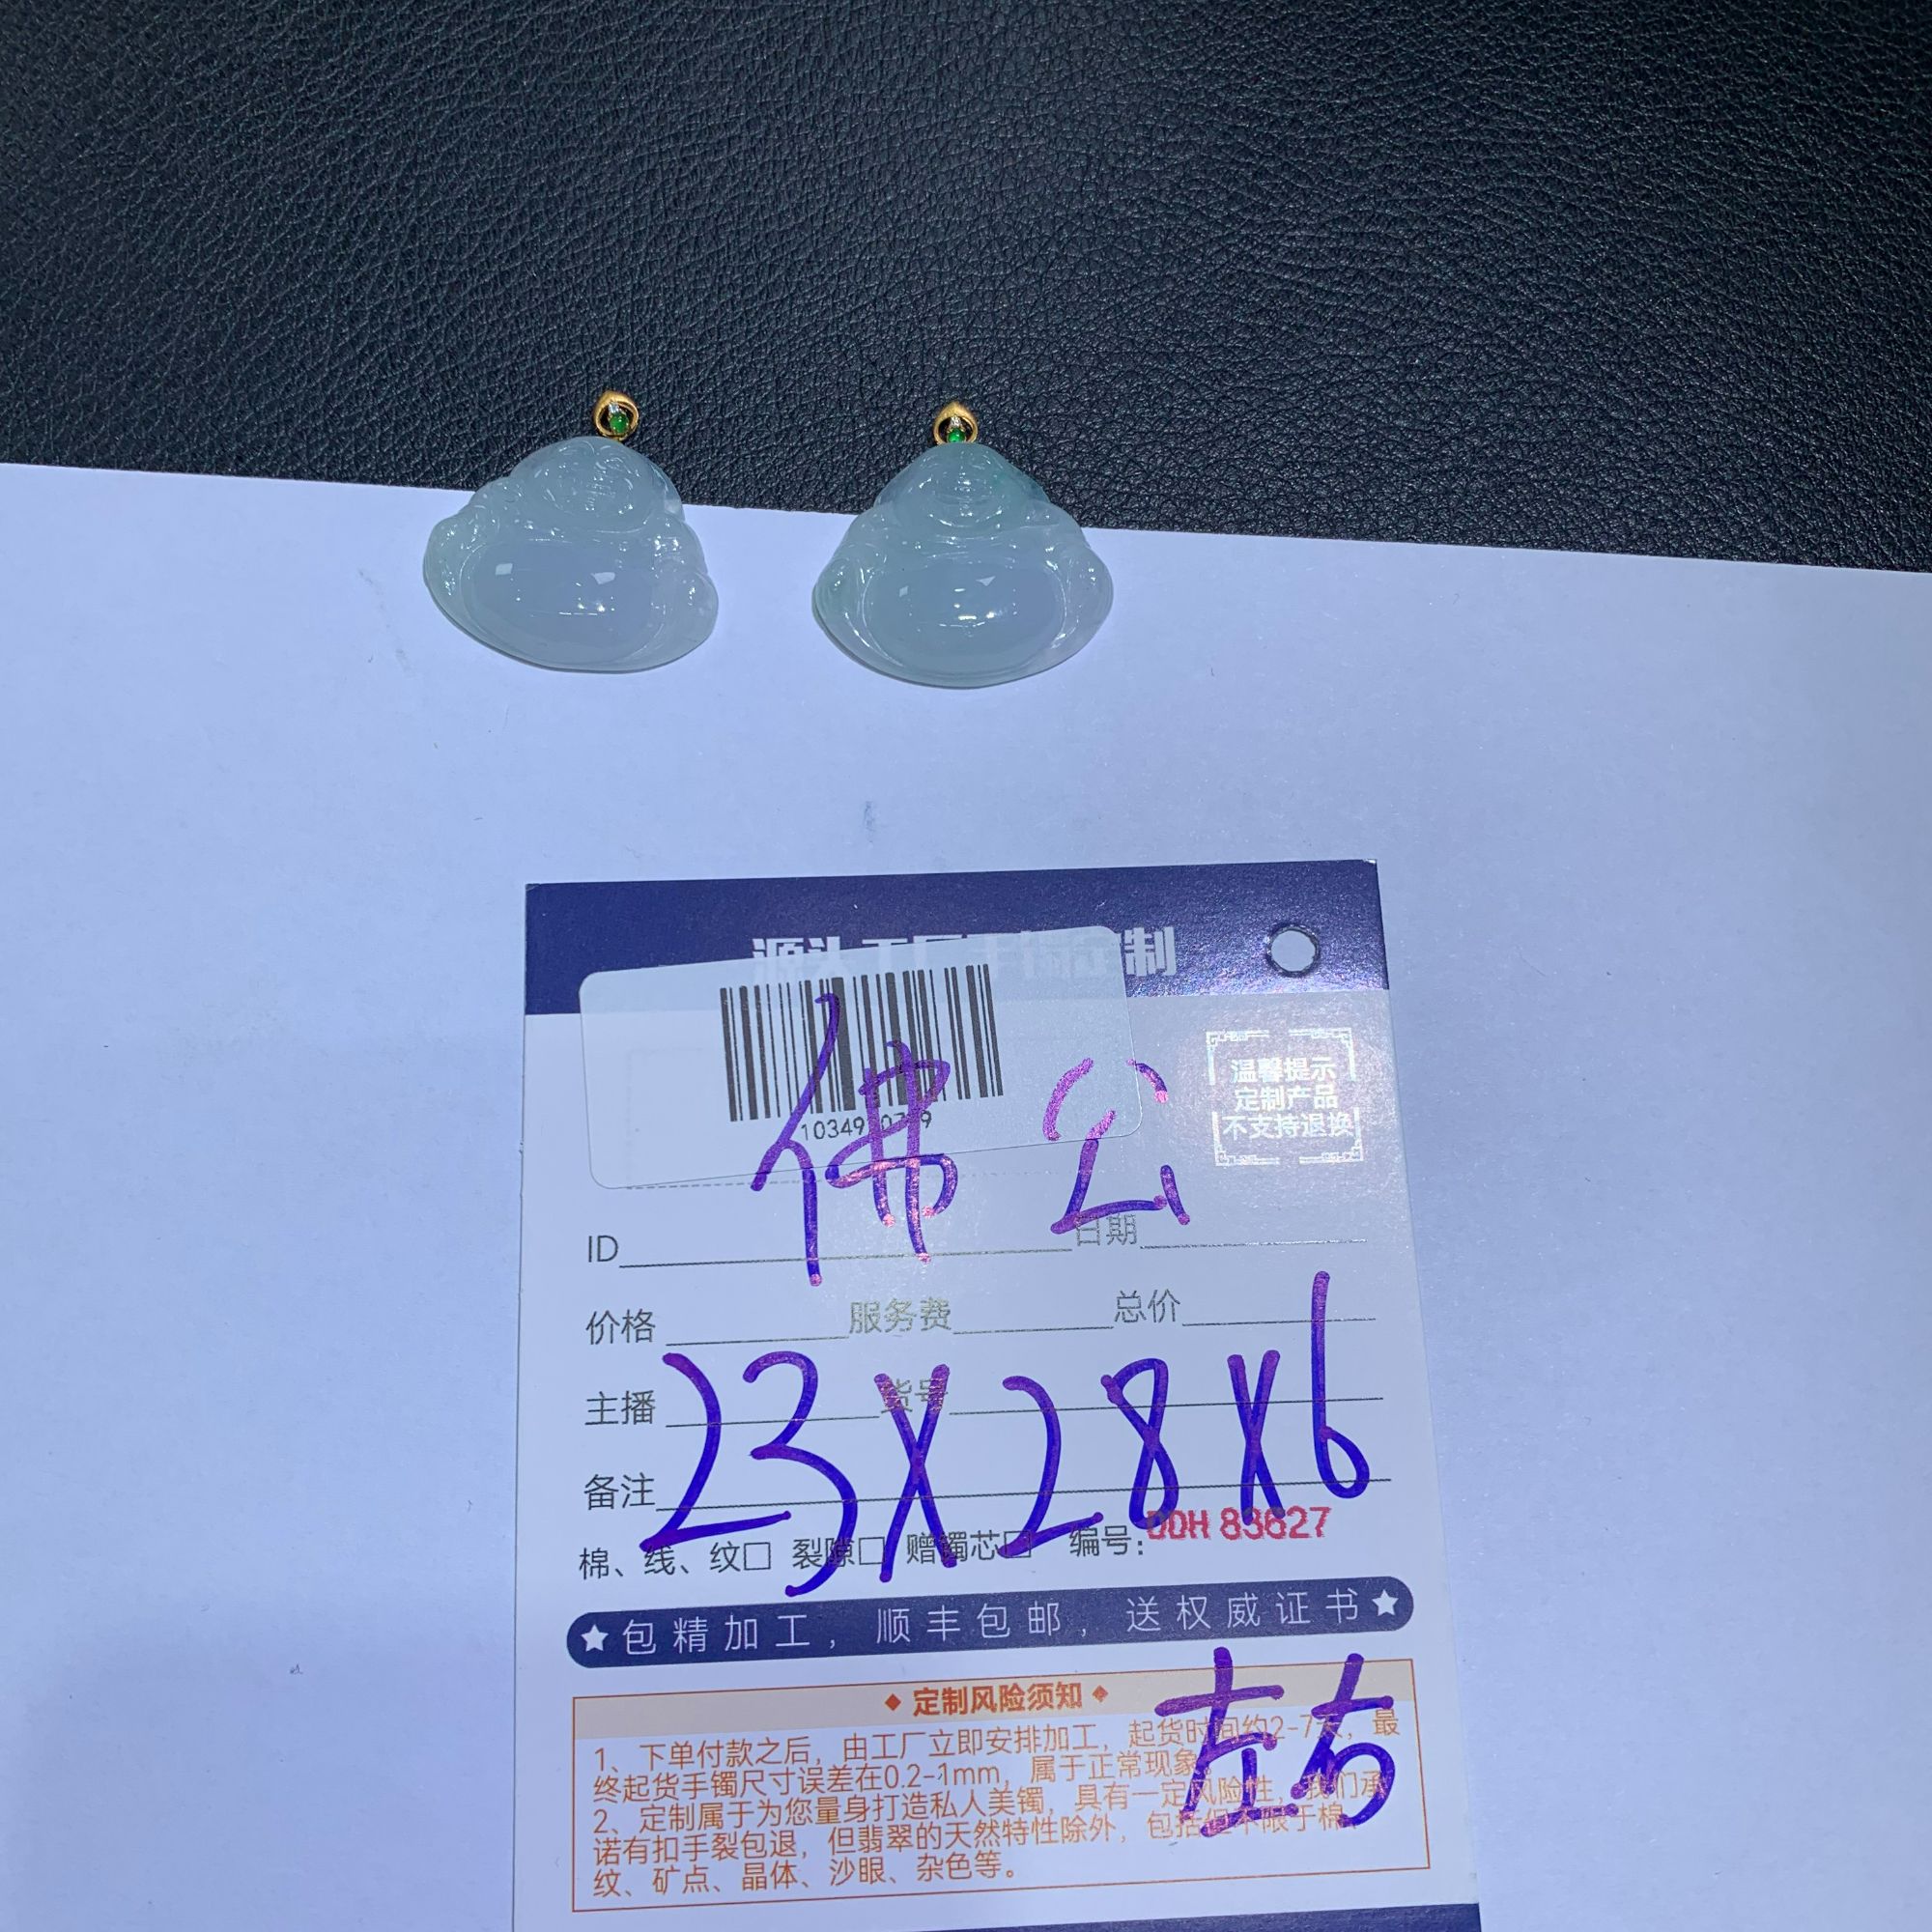 源头工厂手镯定制
温馨提示
定制产品
不支持退换
佛公
ID 日期
价格 服务费 总价
主播 货号
备注
23X28X6
棉、线、纹□ 裂隙□ 赠镯芯□ 编号: DDH 83627
★包精加工，顺丰包邮，送权威证书★
◆ 定制风险须知 ◆
左右
1、下单付款之后，由工厂立即安排加工，起货时间约2-7天，最
终起货手镯尺寸误差在0.2-1mm，属于正常现象
2、定制属于为您量身打造私人美镯，具有一定风险性，我们承
诺有扣手裂包退，但翡翠的天然特性除外，包括但不限于棉
纹、矿点、晶体、沙眼、杂色等。